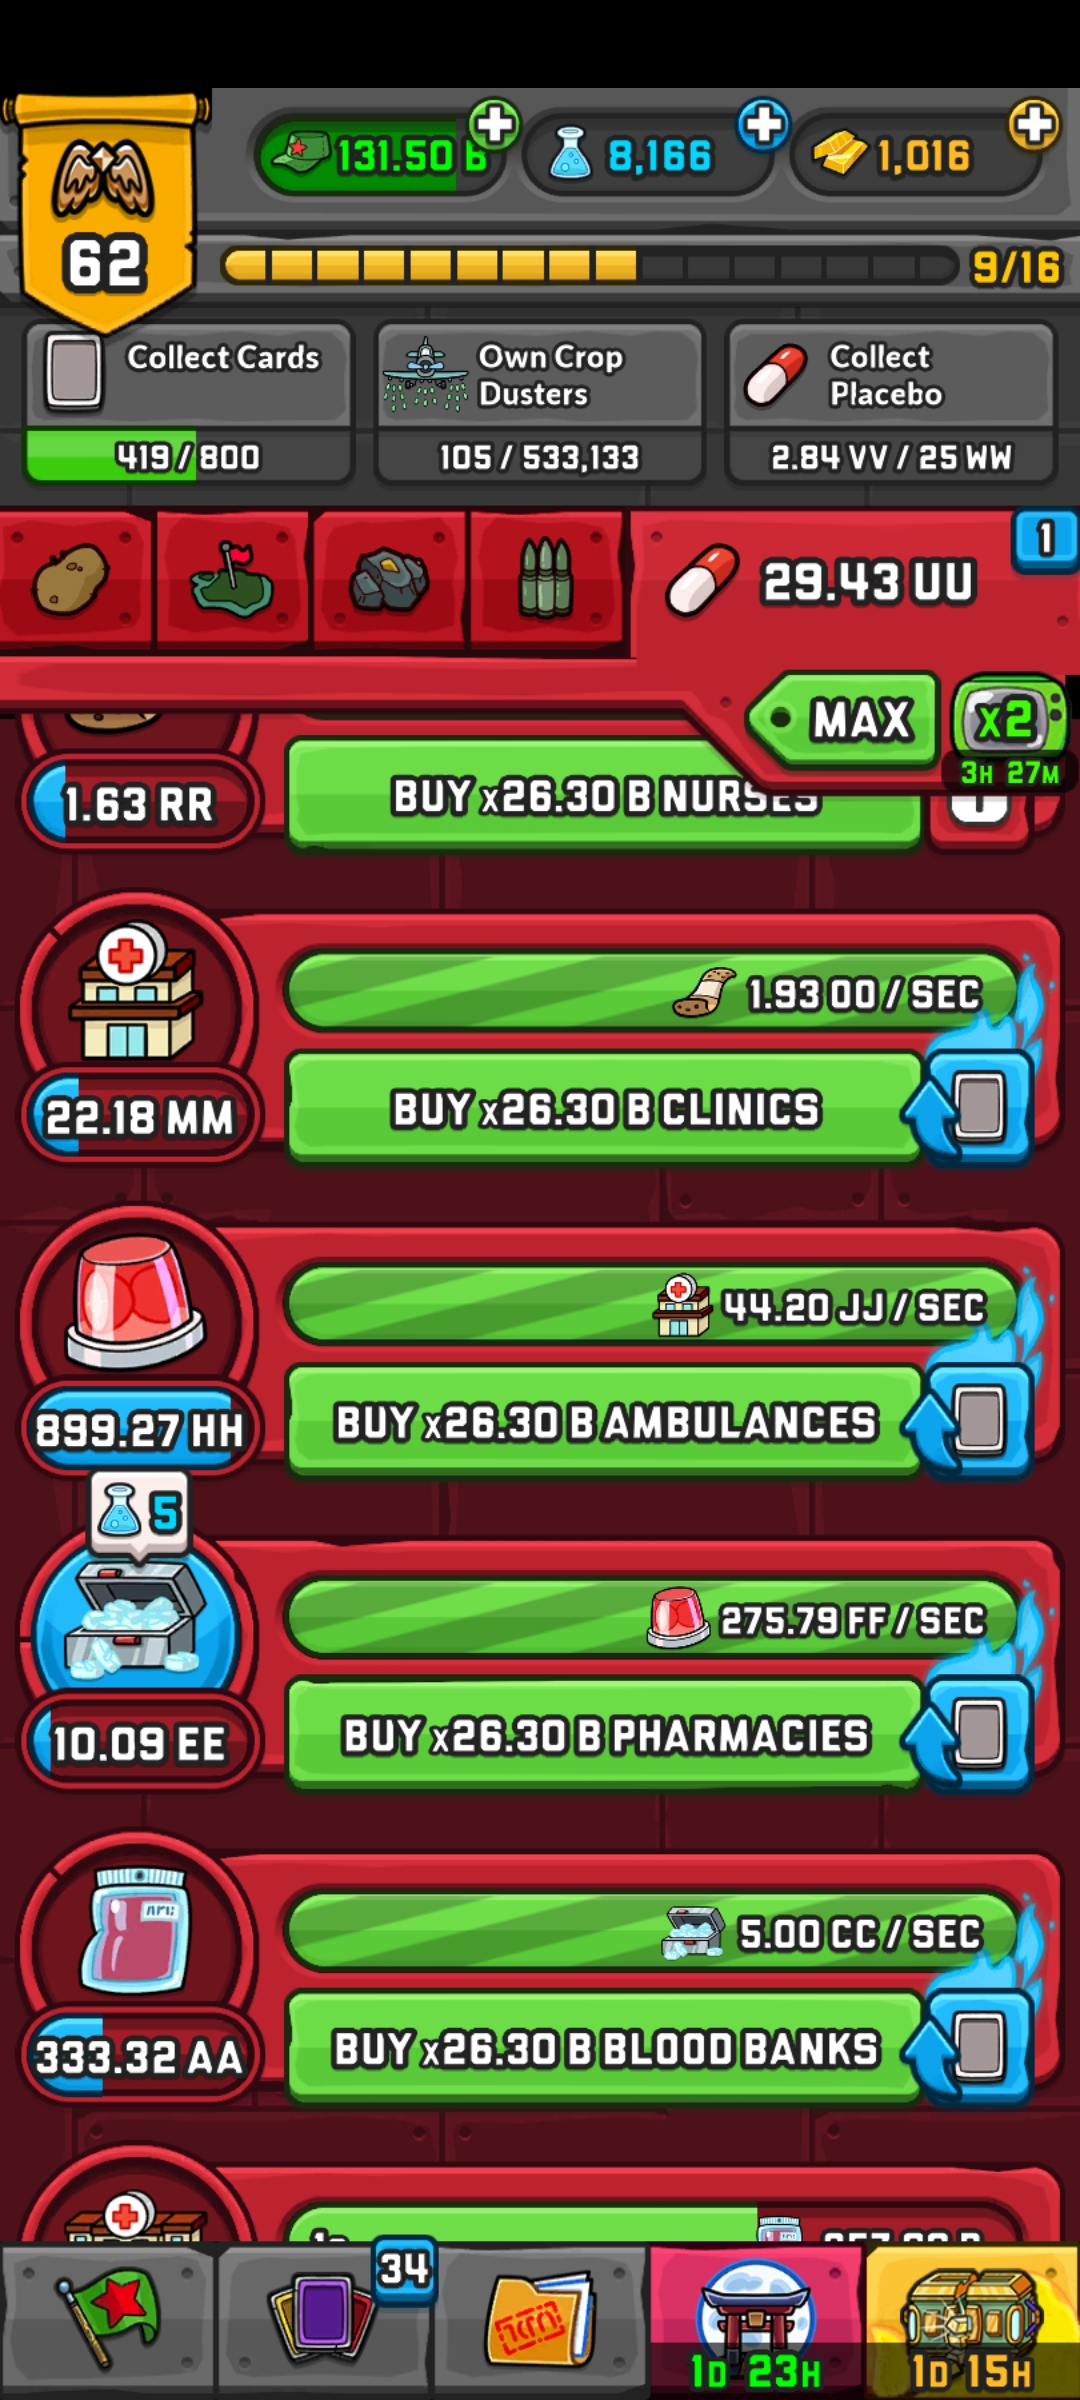 131.50 B
8,166
1,016
62
9/16
Collect Cards
419/800
Own Crop
Dusters
105/533,133
Collect
Placebo
2.84 VV/25 WW
29.43 UU
1
MAX
x2
3H 27M
1.63 RR
BUY x26.30 B NURSES
1.93 OO/SEC
22.18 MM
BUY x26.30 B CLINICS
44.20 JJ/SEC
899.27 HH
BUY x26.30 B AMBULANCES
5
275.79 FF/SEC
10.09 EE
BUY x26.30 B PHARMACIES
5.00 CC/SEC
333.32 AA
BUY x26.30 B BLOOD BANKS
34
1D 23H
1D 15H